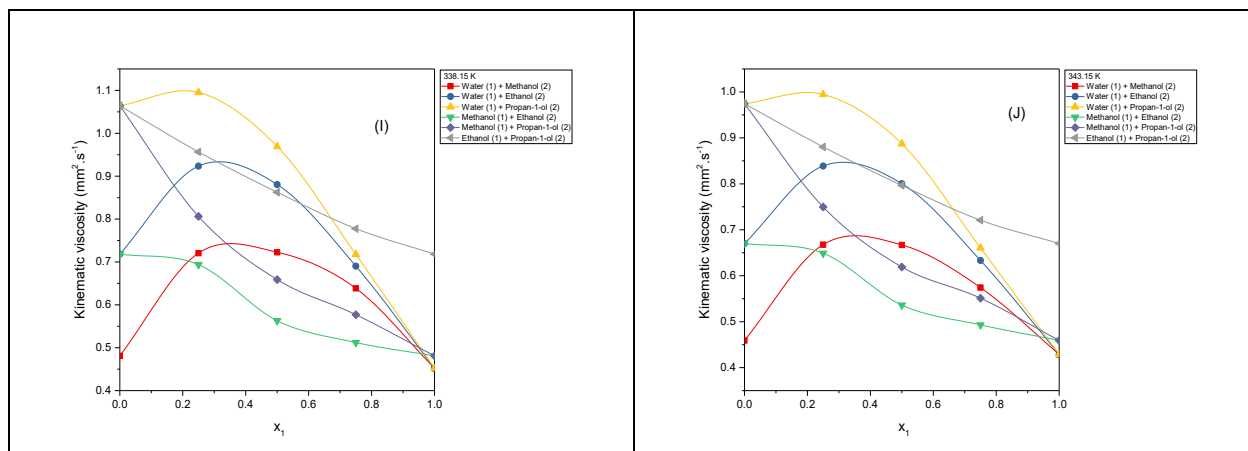 338.15 K
Water (1) + Methanol (2)
Water (1) + Ethanol (2)
Water (1) + Propan-1-ol (2)
Methanol (1) + Ethanol (2)
Methanol (1) + Propan-1-ol (2)
Ethanol (1) + Propan-1-ol (2)
(I)
Kinematic viscosity (mm².s⁻¹)
1.1
1.0
0.9
0.8
0.7
0.6
0.5
0.4
0.0 0.2 0.4 0.6 0.8 1.0
x₁
343.15 K
Water (1) + Methanol (2)
Water (1) + Ethanol (2)
Water (1) + Propan-1-ol (2)
Methanol (1) + Ethanol (2)
Methanol (1) + Propan-1-ol (2)
Ethanol (1) + Propan-1-ol (2)
(J)
Kinematic viscosity (mm².s⁻¹)
1.0
0.9
0.8
0.7
0.6
0.5
0.4
0.0 0.2 0.4 0.6 0.8 1.0
x₁